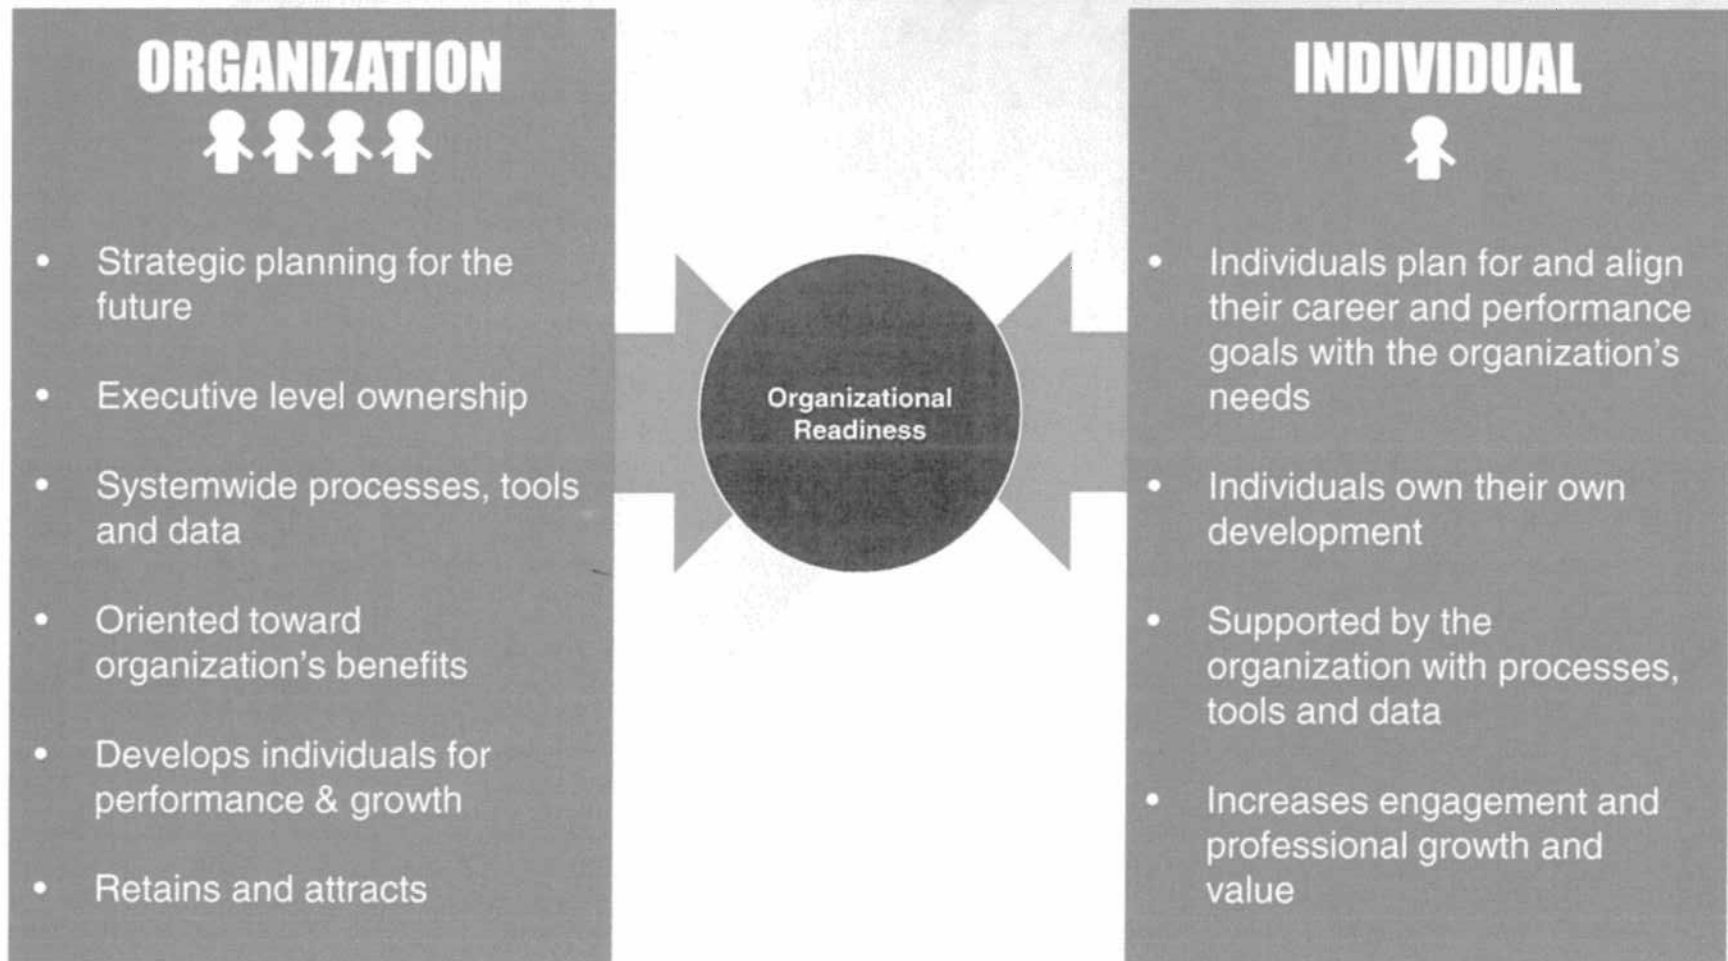 ORGANIZATION
• Strategic planning for the
future
• Executive level ownership
• Systemwide processes, tools
and data
• Oriented toward
organization's benefits
• Develops individuals for
performance & growth
• Retains and attracts
Organizational
Readiness
INDIVIDUAL
• Individuals plan for and align
their career and performance
goals with the organization's
needs
• Individuals own their own
development
• Supported by the
organization with processes,
tools and data
• Increases engagement and
professional growth and
value